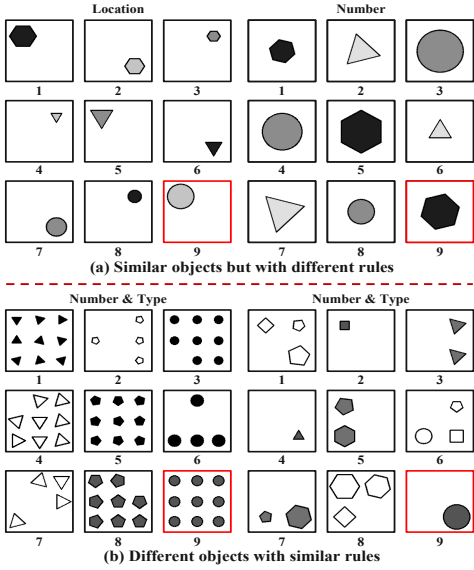 Location Number
1 2 3 1 2 3
4 5 6 4 5 6
7 8 9 7 8 9
(a) Similar objects but with different rules
Number & Type Number & Type
1 2 3 1 2 3
4 5 6 4 5 6
7 8 9 7 8 9
(b) Different objects with similar rules